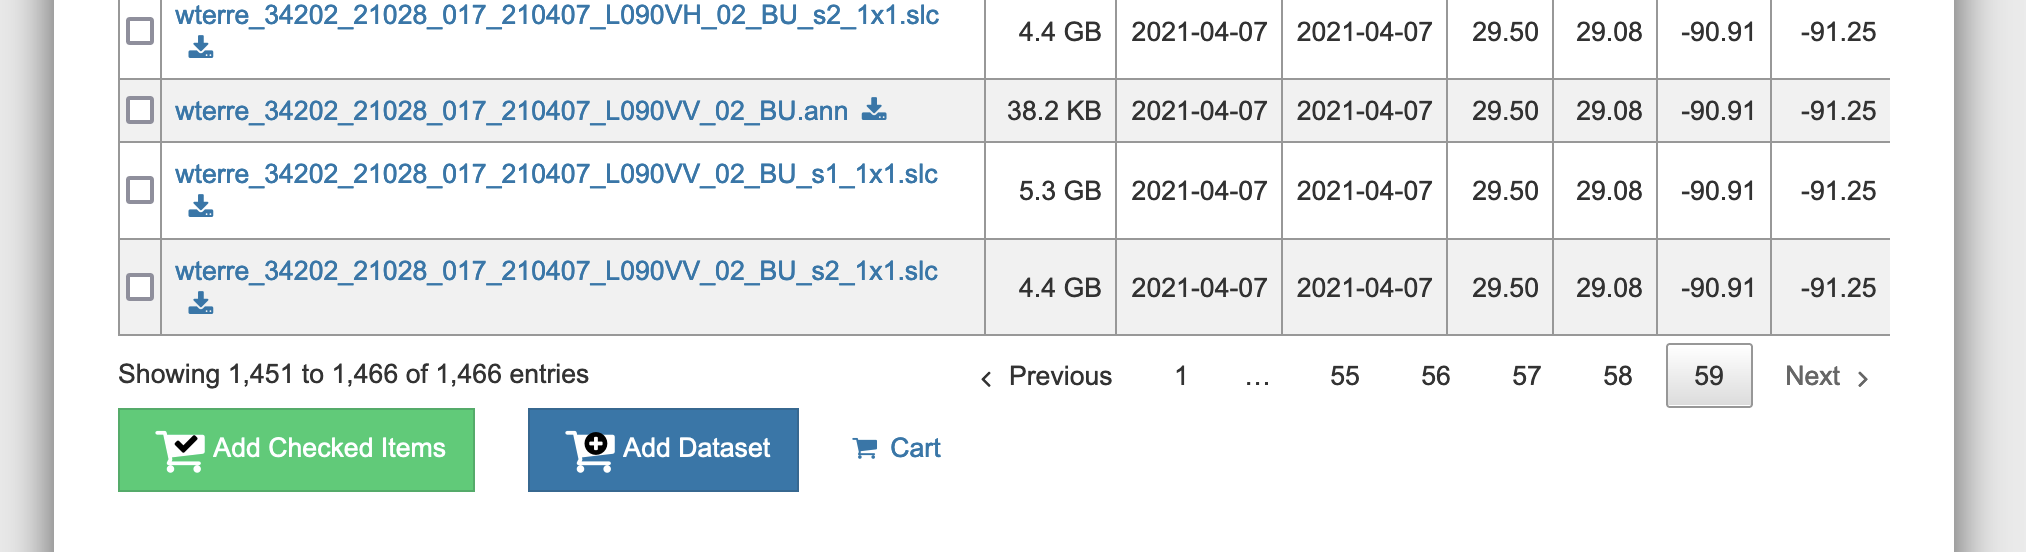 wterre_34202_21028_017_210407_L090VH_02_BU_s2_1x1.slc 4.4 GB 2021-04-07 2021-04-07 29.50 29.08 -90.91 -91.25
wterre_34202_21028_017_210407_L090VV_02_BU.ann 38.2 KB 2021-04-07 2021-04-07 29.50 29.08 -90.91 -91.25
wterre_34202_21028_017_210407_L090VV_02_BU_s1_1x1.slc 5.3 GB 2021-04-07 2021-04-07 29.50 29.08 -90.91 -91.25
wterre_34202_21028_017_210407_L090VV_02_BU_s2_1x1.slc 4.4 GB 2021-04-07 2021-04-07 29.50 29.08 -90.91 -91.25
Showing 1,451 to 1,466 of 1,466 entries ‹ Previous 1 … 55 56 57 58 59 Next ›
Add Checked Items Add Dataset Cart